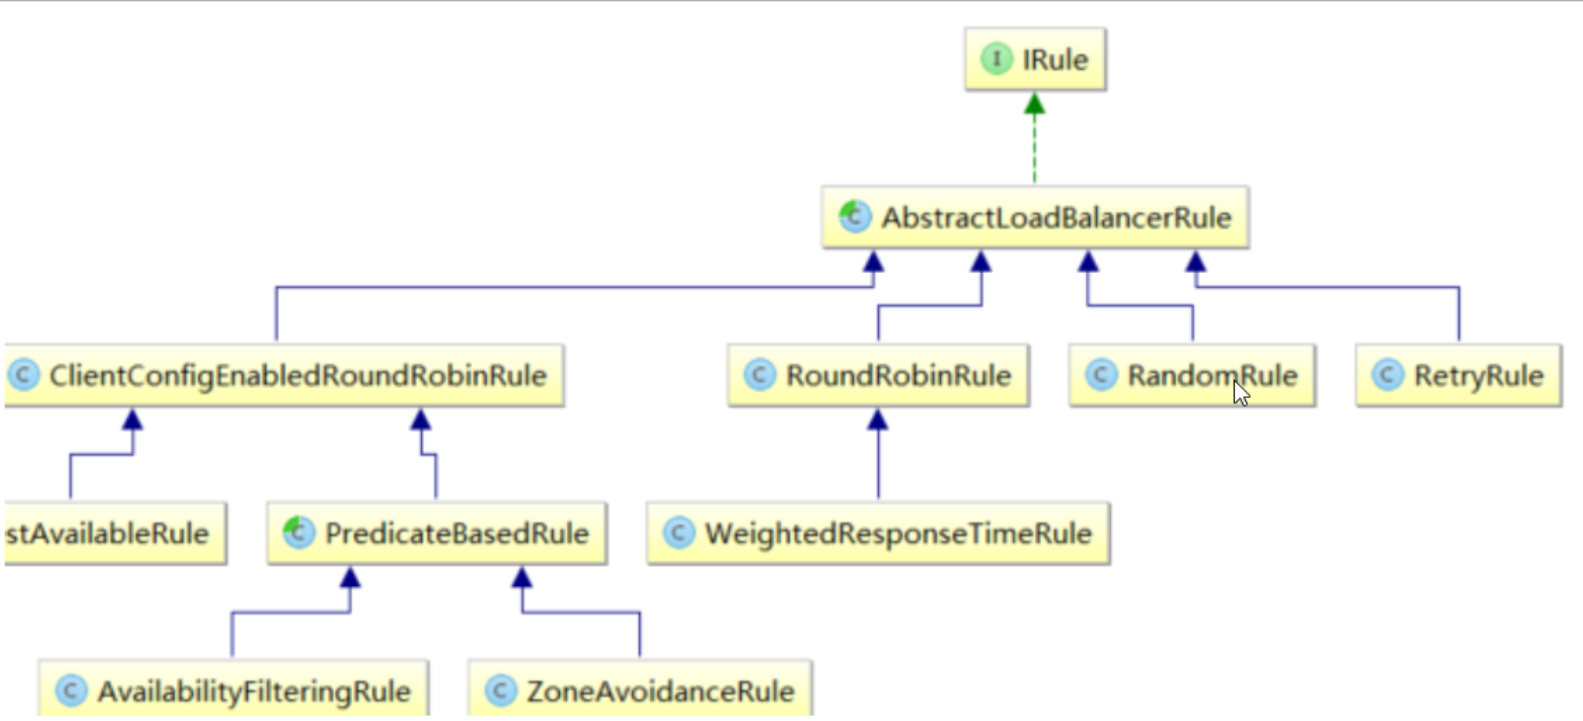 I IRule
C AbstractLoadBalancerRule
C ClientConfigEnabledRoundRobinRule
C RoundRobinRule
C RandomRule
C RetryRule
stAvailableRule
C PredicateBasedRule
C WeightedResponseTimeRule
C AvailabilityFilteringRule
C ZoneAvoidanceRule